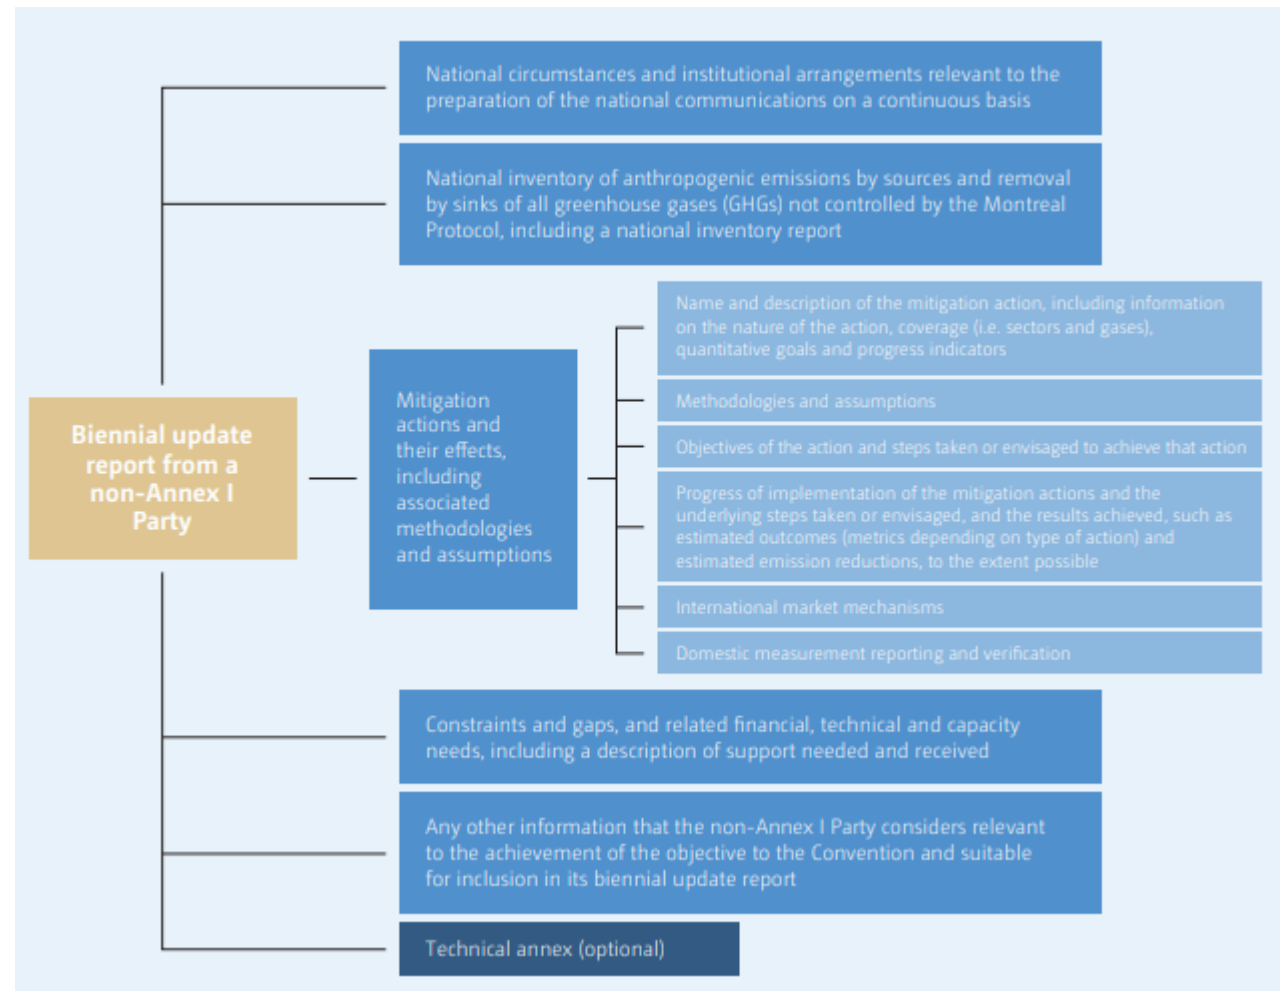 National circumstances and institutional arrangements relevant to the
preparation of the national communications on a continuous basis
National inventory of anthropogenic emissions by sources and removal
by sinks of all greenhouse gases (GHGs) not controlled by the Montreal
Protocol, including a national inventory report
Biennial update
report from a
non-Annex I
Party
Mitigation
actions and
their effects,
including
associated
methodologies
and assumptions
Name and description of the mitigation action, including information
on the nature of the action, coverage (i.e. sectors and gases),
quantitative goals and progress indicators
Methodologies and assumptions
Objectives of the action and steps taken or envisaged to achieve that action
Progress of implementation of the mitigation actions and the
underlying steps taken or envisaged, and the results achieved, such as
estimated outcomes (metrics depending on type of action) and
estimated emission reductions, to the extent possible
International market mechanisms
Domestic measurement reporting and verification
Constraints and gaps, and related financial, technical and capacity
needs, including a description of support needed and received
Any other information that the non-Annex I Party considers relevant
to the achievement of the objective to the Convention and suitable
for inclusion in its biennial update report
Technical annex (optional)